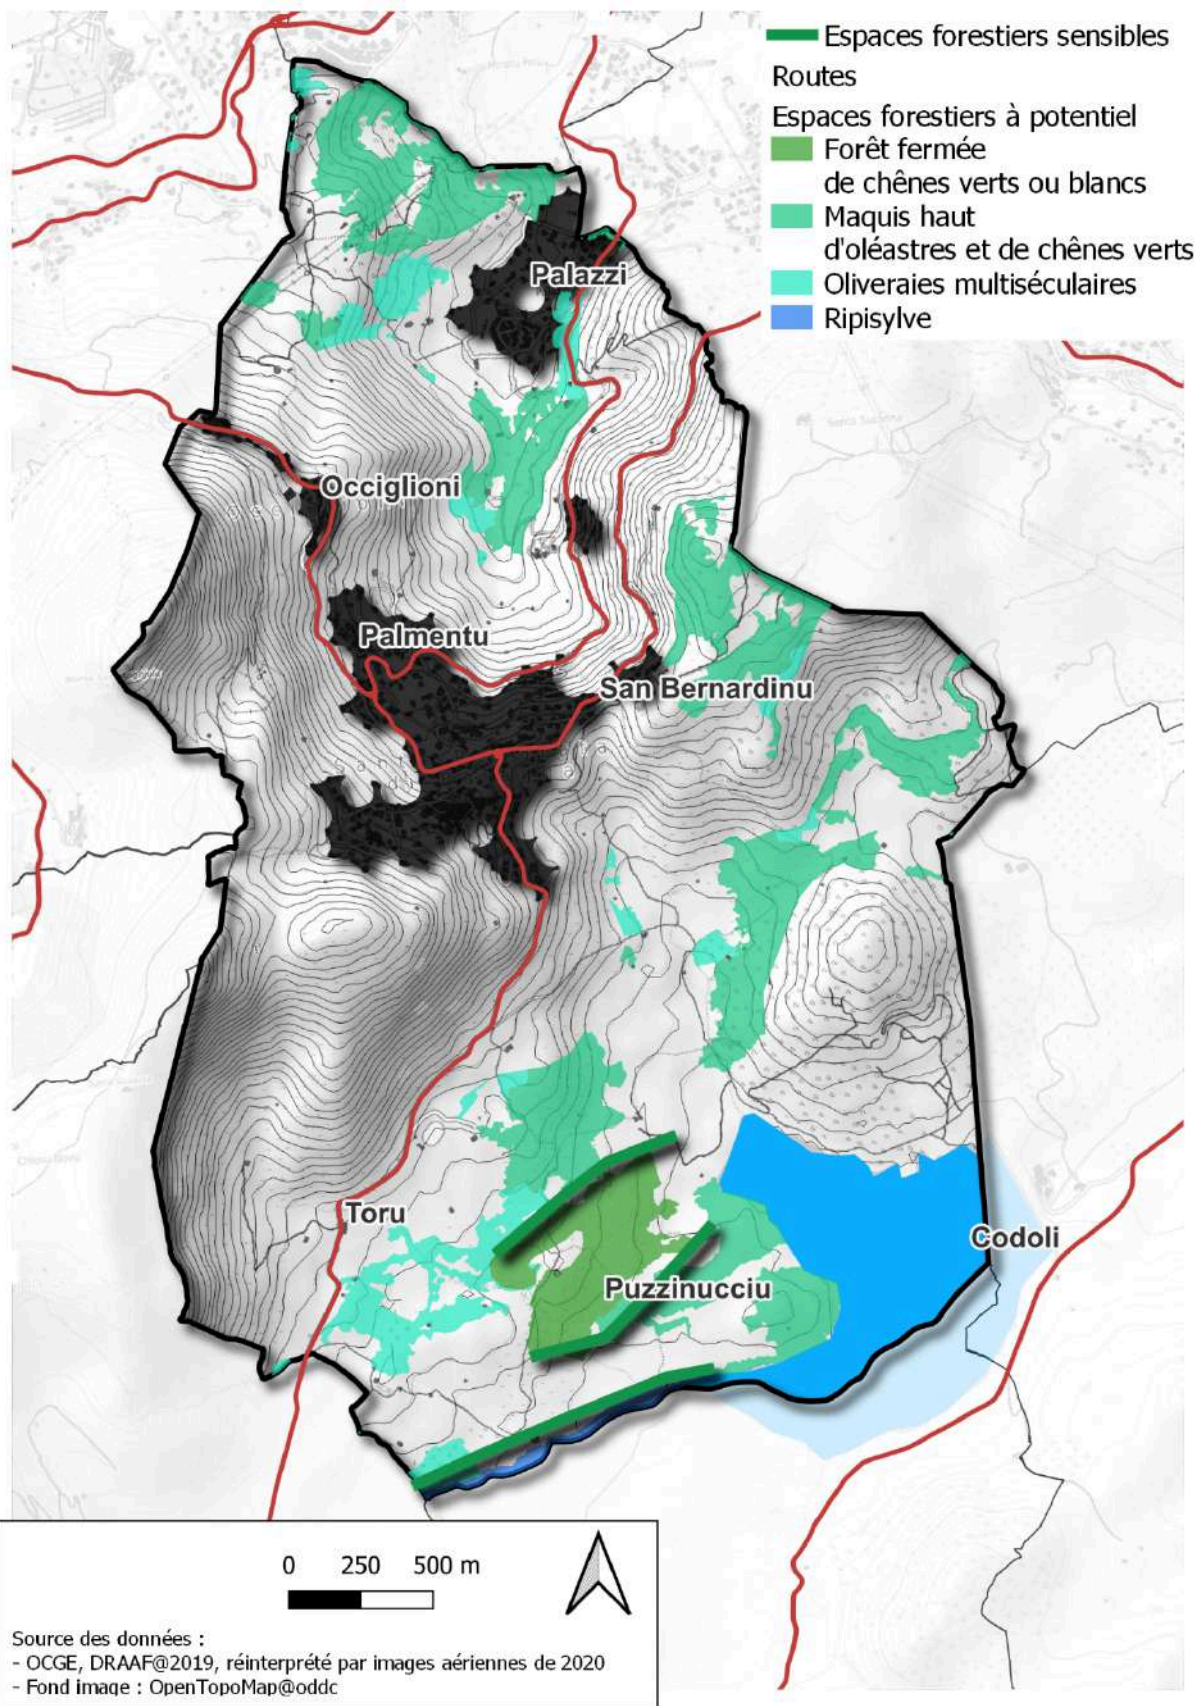 Espaces forestiers sensibles
Routes
Espaces forestiers à potentiel
Forêt fermée
de chênes verts ou blancs
Maquis haut
d'oléastres et de chênes verts
Oliveraies multiséculaires
Ripisylve
Palazzi
Occiglioni
Palmentu
San Bernardinu
Toru
Codoli
Puzzinucciu
0 250 500 m
Source des données :
- OCGE, DRAAF@2019, réinterprété par images aériennes de 2020
- Fond image : OpenTopoMap@oddc